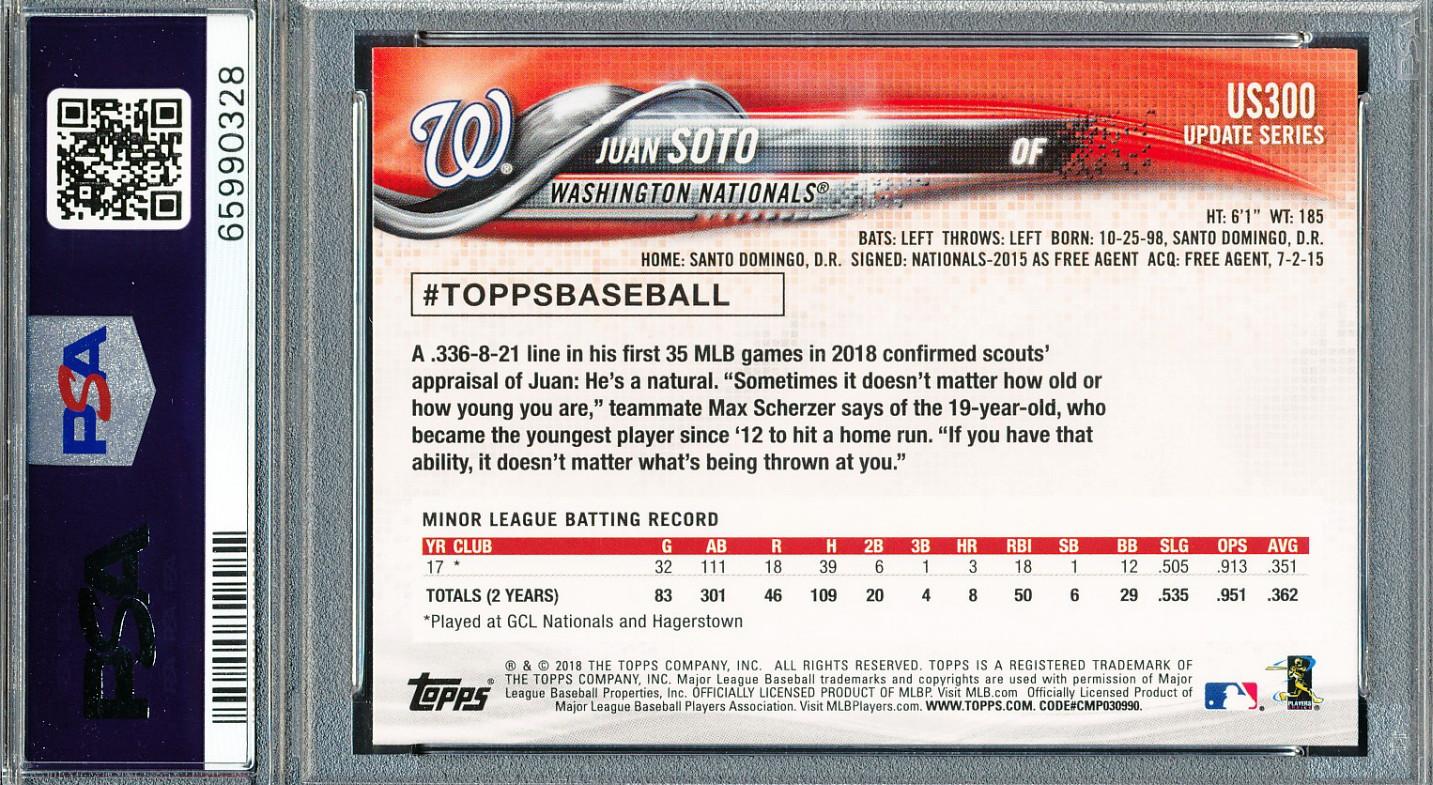 65990328
PSA
PSA
W®
US300
UPDATE SERIES
JUAN SOTO
OF
WASHINGTON NATIONALS®
HT: 6'1" WT: 185
BATS: LEFT THROWS: LEFT BORN: 10-25-98, SANTO DOMINGO, D.R.
HOME: SANTO DOMINGO, D.R. SIGNED: NATIONALS-2015 AS FREE AGENT ACQ: FREE AGENT, 7-2-15
#TOPPSBASEBALL
A .336-8-21 line in his first 35 MLB games in 2018 confirmed scouts'
appraisal of Juan: He's a natural. “Sometimes it doesn't matter how old or
how young you are,” teammate Max Scherzer says of the 19-year-old, who
became the youngest player since ‘12 to hit a home run. “If you have that
ability, it doesn't matter what's being thrown at you.”
MINOR LEAGUE BATTING RECORD
YR CLUB G AB R H 2B 3B HR RBI SB BB SLG OPS AVG
17 * 32 111 18 39 6 1 3 18 1 12 .505 .913 .351
TOTALS (2 YEARS) 83 301 46 109 20 4 8 50 6 29 .535 .951 .362
*Played at GCL Nationals and Hagerstown
Topps®
® & © 2018 THE TOPPS COMPANY, INC. ALL RIGHTS RESERVED. TOPPS IS A REGISTERED TRADEMARK OF
THE TOPPS COMPANY, INC. Major League Baseball trademarks and copyrights are used with permission of Major
League Baseball Properties, Inc. OFFICIALLY LICENSED PRODUCT OF MLBP. Visit MLB.com Officially Licensed Product of
Major League Baseball Players Association. Visit MLBPlayers.com. WWW.TOPPS.COM. CODE#CMP030990.
PLAYERS